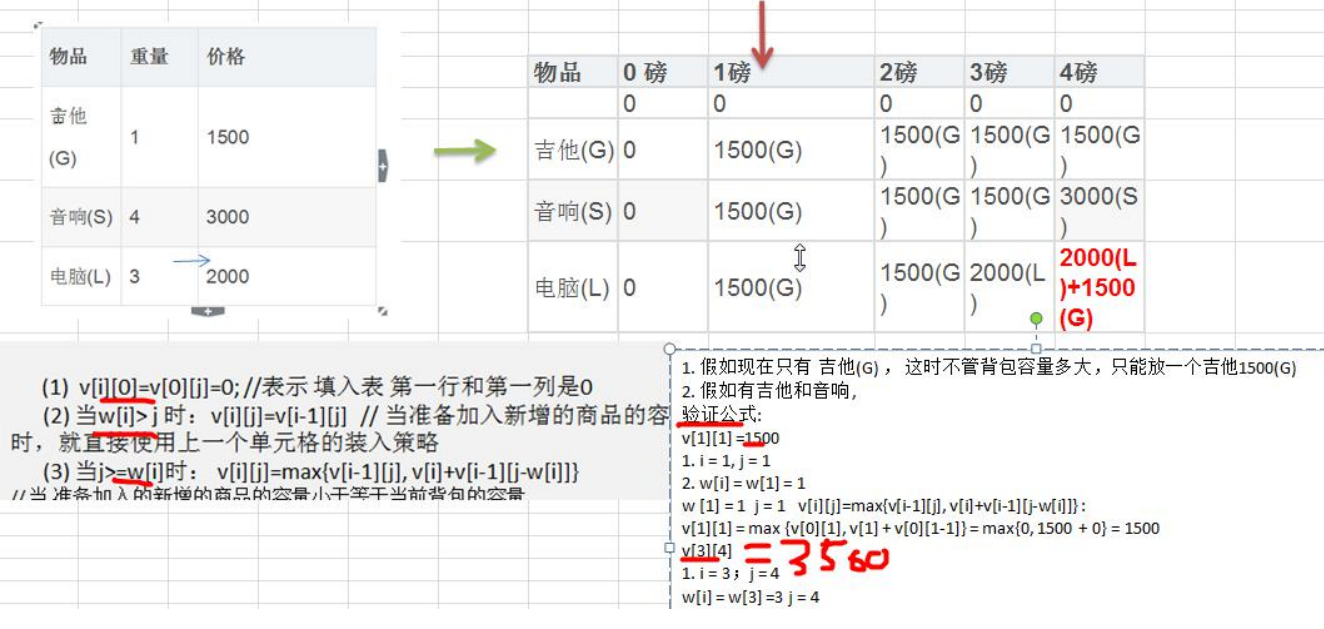 物品 重量 价格
吉他
(G) 1 1500
音响(S) 4 3000
电脑(L) 3 2000
物品 0 磅 1磅 2磅 3磅 4磅
0 0 0 0 0
吉他(G) 0 1500(G) 1500(G) 1500(G) 1500(G)
音响(S) 0 1500(G) 1500(G) 1500(G) 3000(S)
电脑(L) 0 1500(G) 1500(G) 2000(L) 2000(L)+1500(G)
(1) v[i][0]=v[0][j]=0; //表示 填入表 第一行和第一列是0
(2) 当w[i]> j 时：v[i][j]=v[i-1][j] // 当准备加入新增的商品的容
时，就直接使用上一个单元格的装入策略
(3) 当j>=w[i]时： v[i][j]=max{v[i-1][j], v[i]+v[i-1][j-w[i]]}
//当 准备加入的新增的商品的容量小于等于当前背包的容量
1. 假如现在只有 吉他(G) ，这时不管背包容量多大，只能放一个吉他1500(G)
2. 假如有吉他和音响,
验证公式:
v[1][1] =1500
1. i = 1, j = 1
2. w[i] = w[1] = 1
w [1] = 1 j = 1 v[i][j]=max{v[i-1][j], v[i]+v[i-1][j-w[i]]} :
v[1][1] = max {v[0][1], v[1] + v[0][1-1]} = max{0, 1500 + 0} = 1500
v[3][4] = 3500
1. i = 3；j = 4
w[i] = w[3] =3 j = 4